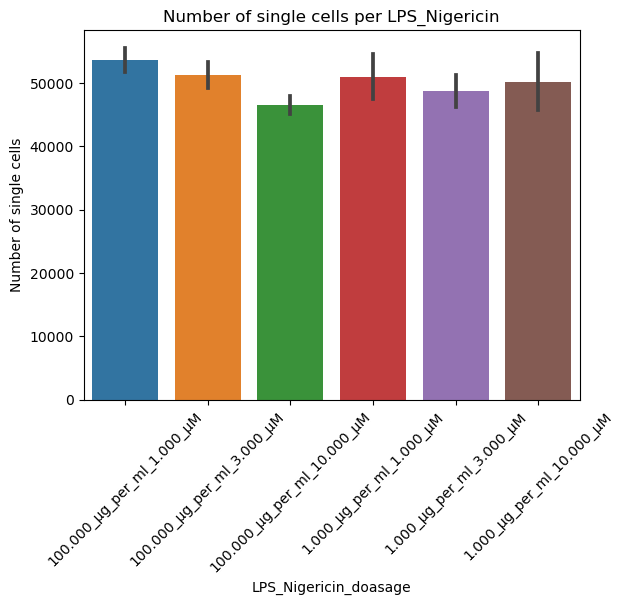 Number of single cells per LPS_Nigericin
Number of single cells
50000
40000
30000
20000
10000
0
100.000_µg_per_ml_1.000_µM
100.000_µg_per_ml_3.000_µM
100.000_µg_per_ml_10.000_µM
1.000_µg_per_ml_1.000_µM
1.000_µg_per_ml_3.000_µM
1.000_µg_per_ml_10.000_µM
LPS_Nigericin_doasage